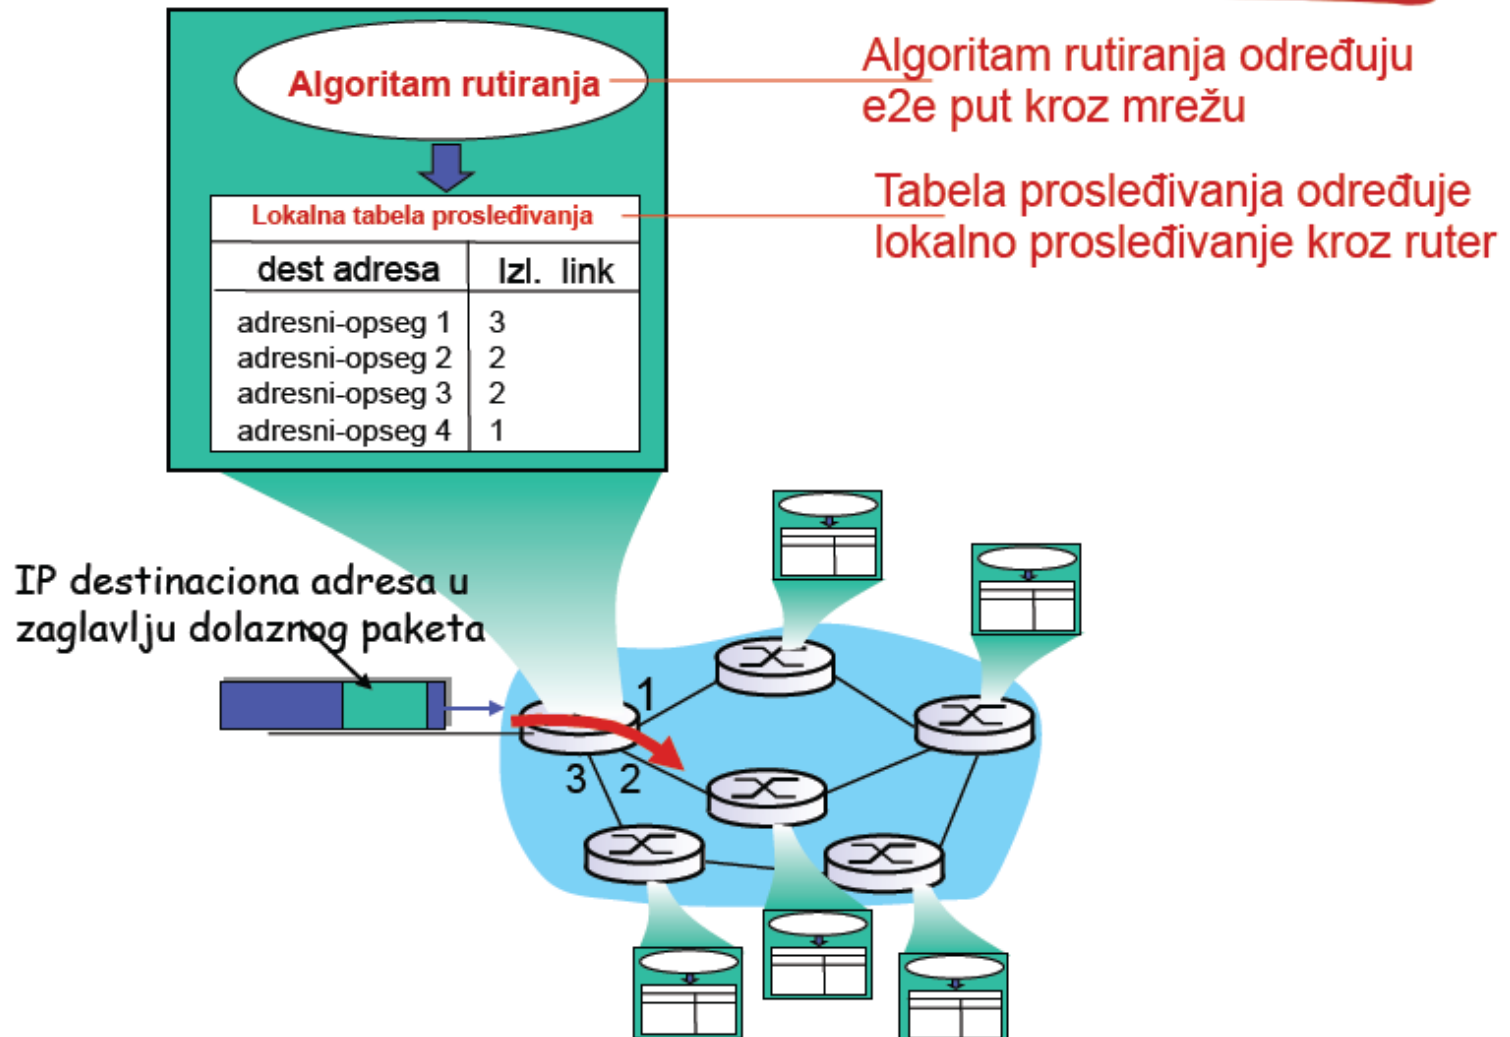 Algoritam rutiranja
Algoritam rutiranja određuju
e2e put kroz mrežu
Tabela prosleđivanja određuje
lokalno prosleđivanje kroz ruter
Lokalna tabela prosleđivanja
dest adresa Izl. link
adresni-opseg 1 3
adresni-opseg 2 2
adresni-opseg 3 2
adresni-opseg 4 1
IP destinaciona adresa u
zaglavlju dolaznog paketa
1
3 2